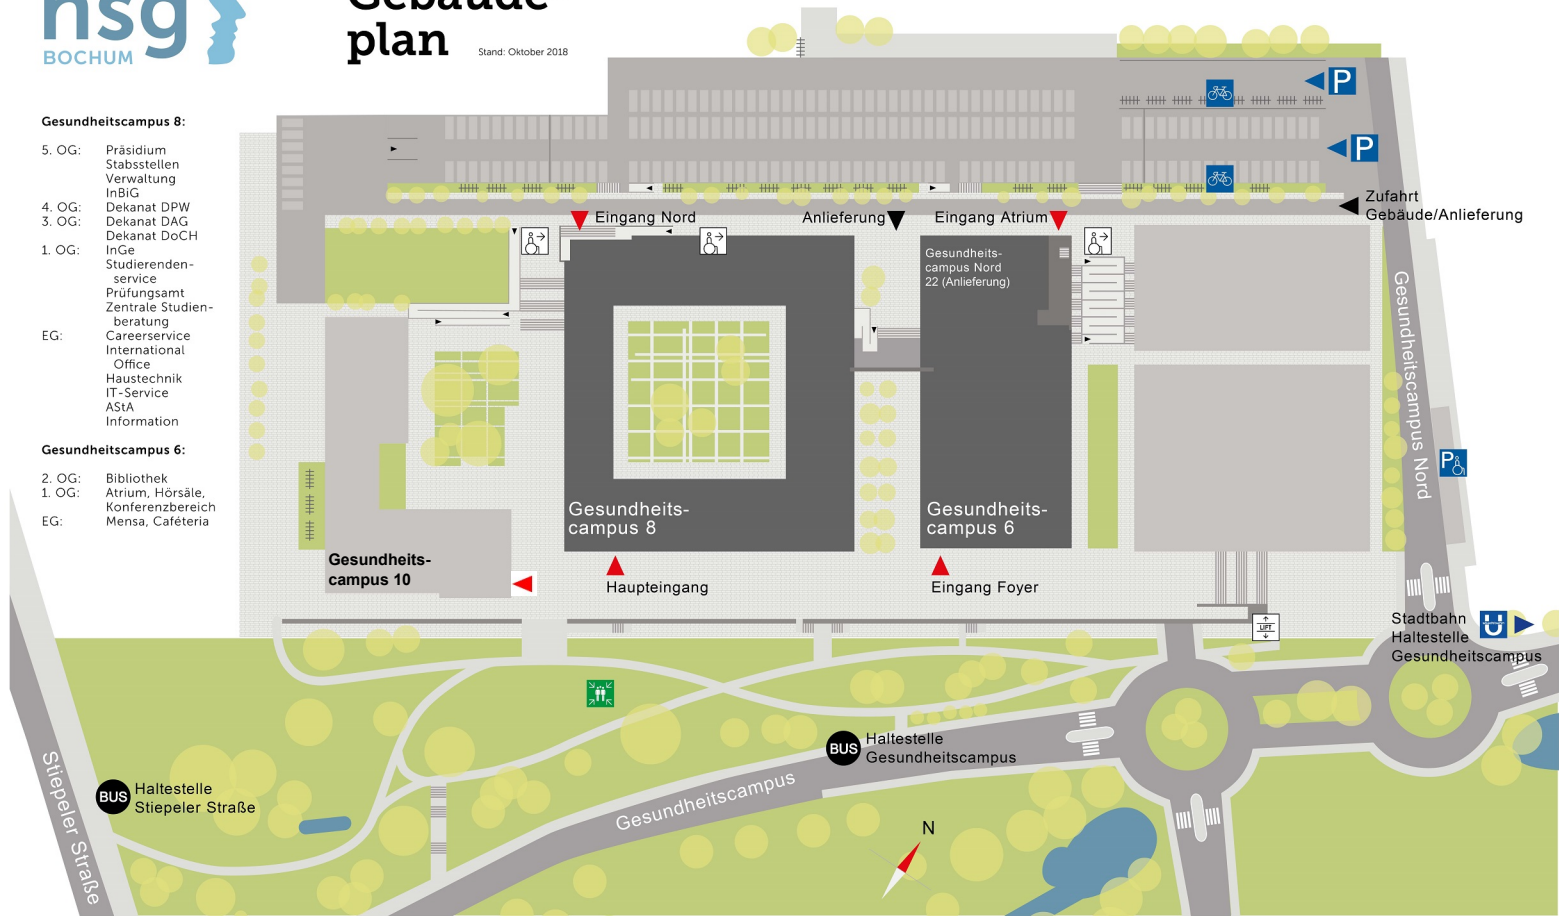 hsg
BOCHUM
Gebäude
plan
Stand: Oktober 2018
Gesundheitscampus 8:
5. OG: Präsidium
Stabsstellen
Verwaltung
InBiG
4. OG: Dekanat DPW
3. OG: Dekanat DAG
Dekanat DoCH
1. OG: InGe
Studierenden-
service
Prüfungsamt
Zentrale Studien-
beratung
EG: Careerservice
International
Office
Haustechnik
IT-Service
AStA
Information
Gesundheitscampus 6:
2. OG: Bibliothek
1. OG: Atrium, Hörsäle,
Konferenzbereich
EG: Mensa, Caféteria
P
P
Zufahrt
Gebäude/Anlieferung
Eingang Nord
Anlieferung
Eingang Atrium
Gesundheits-
campus Nord
22 (Anlieferung)
Gesundheitscampus Nord
P
Gesundheits-
campus 8
Gesundheits-
campus 6
Gesundheits-
campus 10
Haupteingang
Eingang Foyer
LIFT
Stadtbahn
Haltestelle
Gesundheitscampus
U
BUS
Haltestelle
Gesundheitscampus
BUS
Haltestelle
Stiepeler Straße
Gesundheitscampus
Stiepeler Straße
N